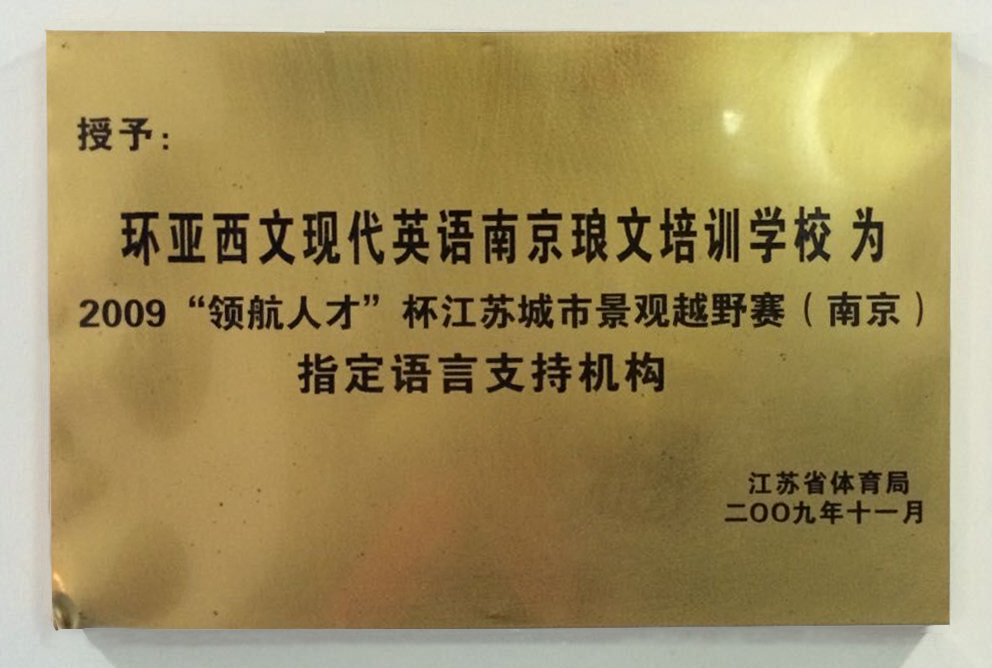 授予:
环亚西文现代英语南京琅文培训学校 为
2009 “领航人才” 杯江苏城市景观越野赛（南京）
指定语言支持机构
江苏省体育局
二〇〇九年十一月